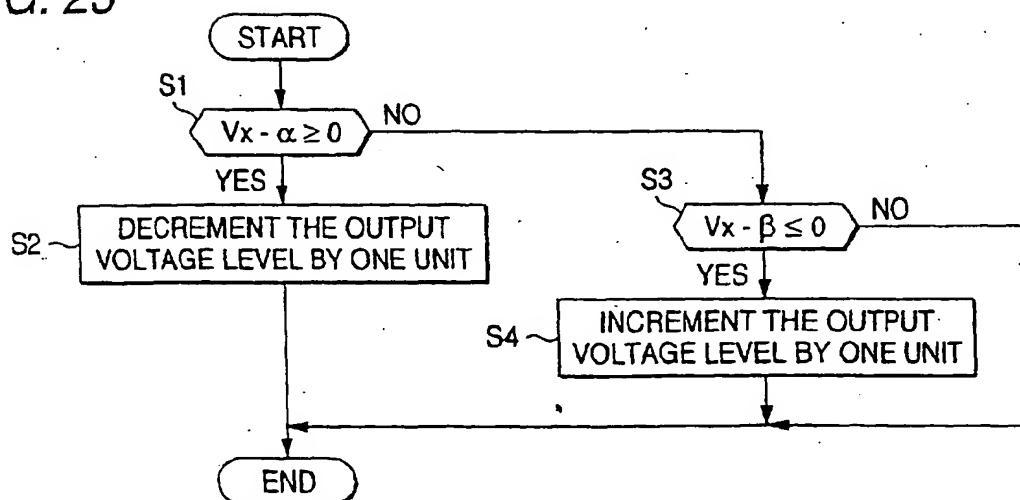 G. 25
START
S1
Vx - α ≥ 0
NO
YES
S2
DECREMENT THE OUTPUT
VOLTAGE LEVEL BY ONE UNIT
S3
Vx - β ≤ 0
NO
YES
S4
INCREMENT THE OUTPUT
VOLTAGE LEVEL BY ONE UNIT
END